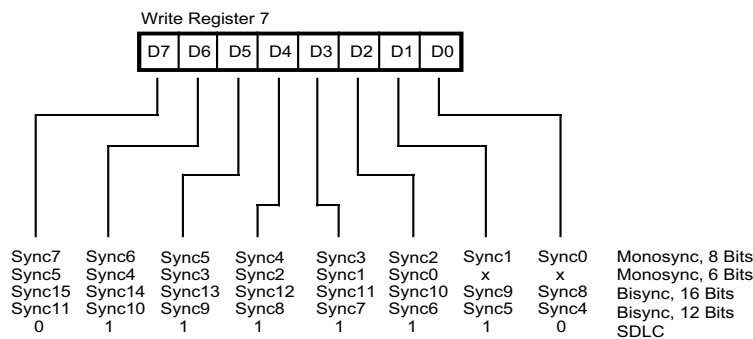 Write Register 7
D7 D6 D5 D4 D3 D2 D1 D0
Sync7 Sync6 Sync5 Sync4 Sync3 Sync2 Sync1 Sync0 Monosync, 8 Bits
Sync5 Sync4 Sync3 Sync2 Sync1 Sync0 x x Monosync, 6 Bits
Sync15 Sync14 Sync13 Sync12 Sync11 Sync10 Sync9 Sync8 Bisync, 16 Bits
Sync11 Sync10 Sync9 Sync8 Sync7 Sync6 Sync5 Sync4 Bisync, 12 Bits
0 1 1 1 1 1 1 0 SDLC